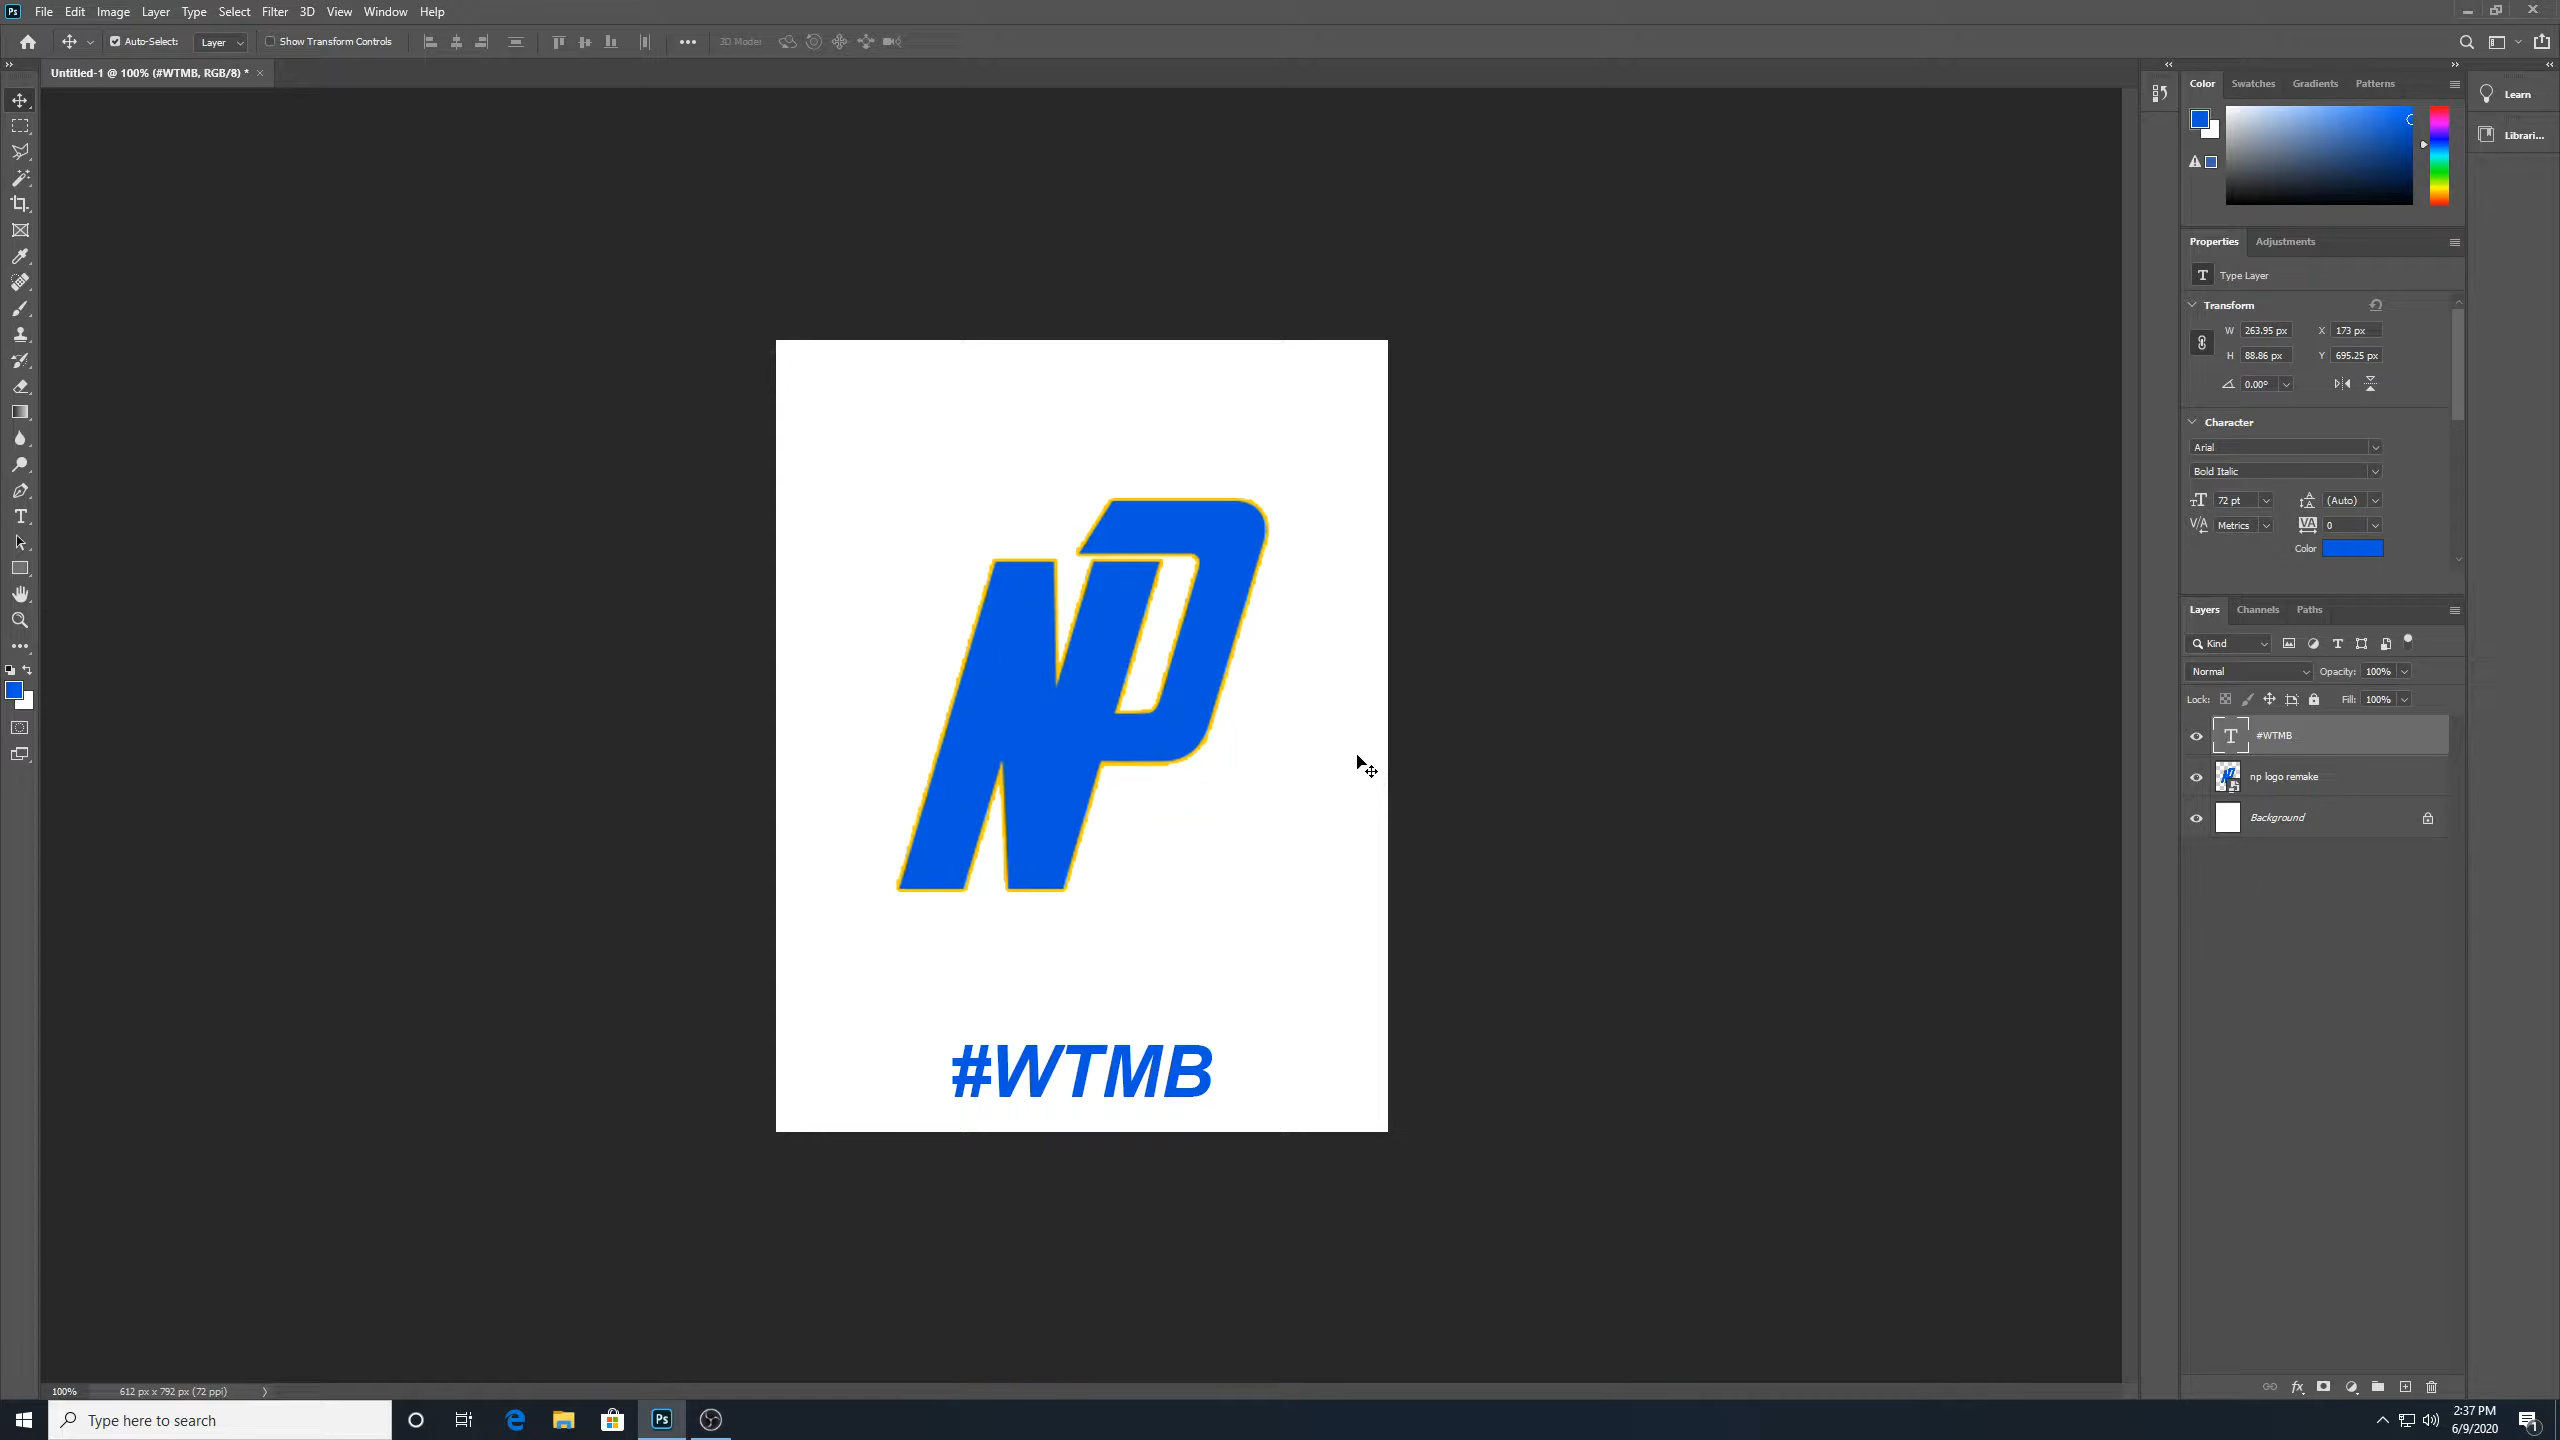 Ps File Edit Image Layer Type Select Filter 3D View Window Help
Auto-Select: Layer Show Transform Controls 3D Mode:
Untitled-1 @ 100% (#WTMB, RGB/8) *
Color Swatches Gradients Patterns
Learn
Librari...
Properties Adjustments
T Type Layer
Transform
W 263.95 px X 173 px
H 88.86 px Y 695.25 px
0.00°
Character
Arial
Bold Italic
72 pt (Auto)
Metrics 0
Color
Layers Channels Paths
Kind
Normal Opacity: 100%
Lock: Fill: 100%
T #WTMB
np logo remake
Background
NP
#WTMB
100% 612 px x 792 px (72 ppi)
Type here to search
Ps
2:37 PM
6/9/2020
1